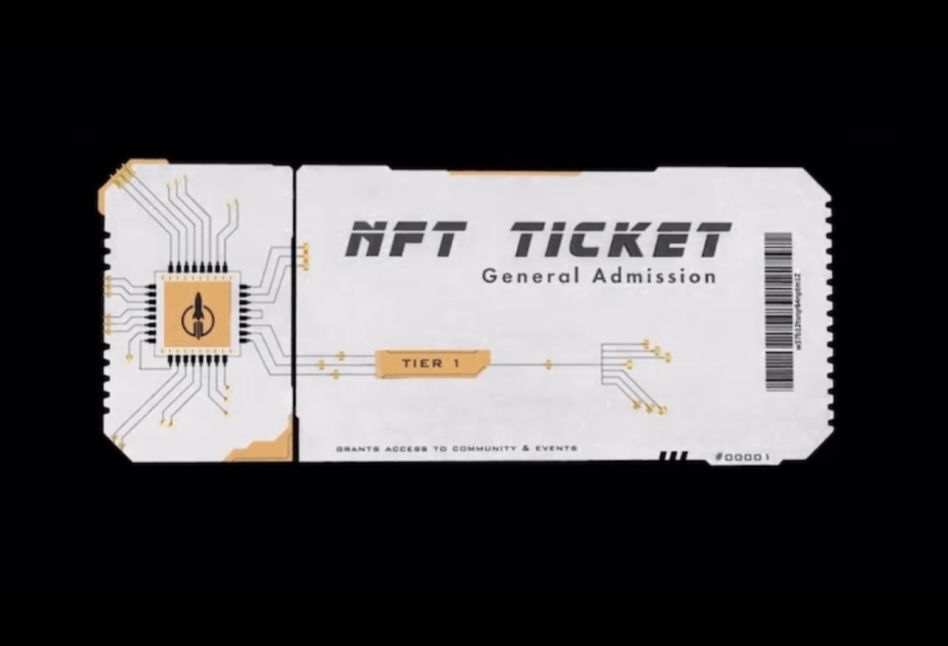 NFT TICKET
General Admission
TIER 1
GRANTS ACCESS TO COMMUNITY & EVENTS
#00001